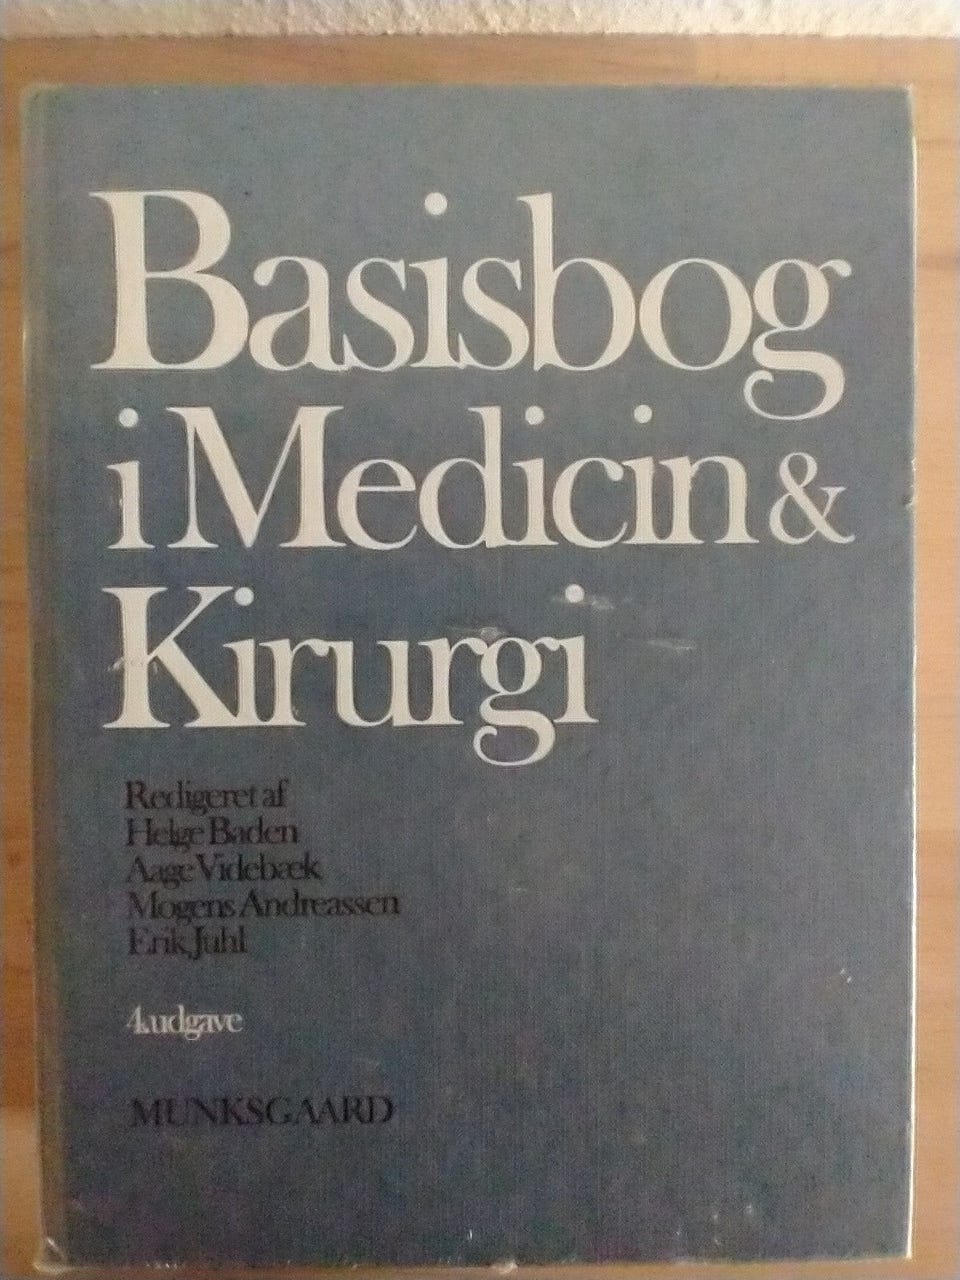 Basisbog
i Medicin &
Kirurgi
Redigeret af
Helge Baden
Aage Videbæk
Mogens Andreassen
Erik Juhl
4.udgave
MUNKSGAARD